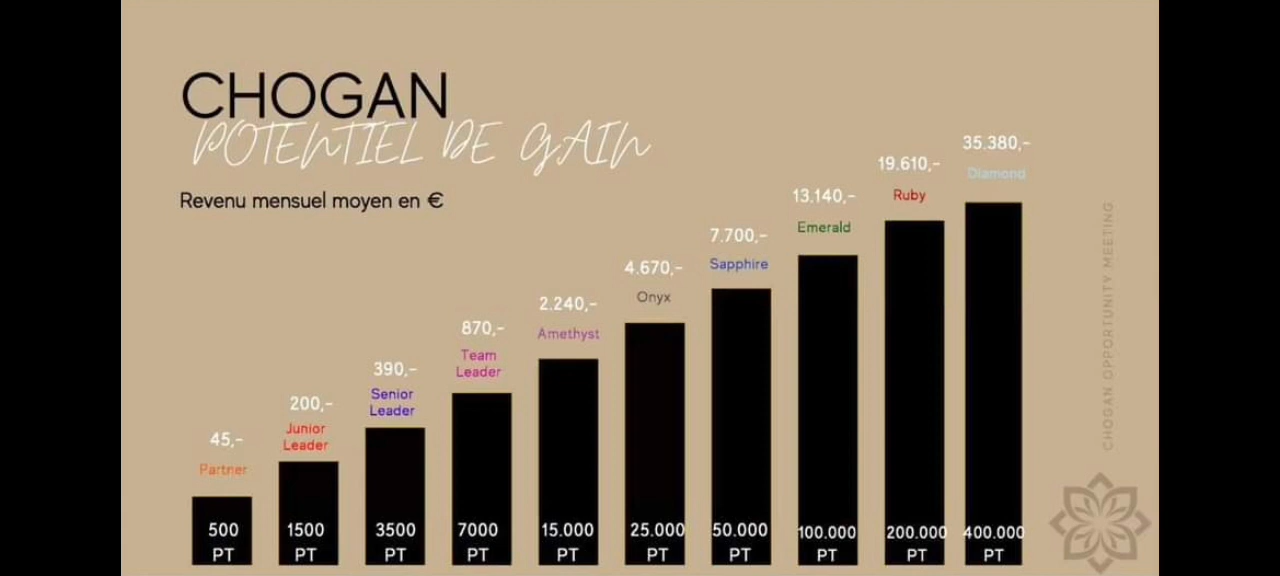 CHOGAN
POTENTIEL DE GAIN
Revenu mensuel moyen en €
45,-
Partner
500
PT
200,-
Junior
Leader
1500
PT
390,-
Senior
Leader
3500
PT
870,-
Team
Leader
7000
PT
2.240,-
Amethyst
15.000
PT
4.670,-
Onyx
25.000
PT
7.700,-
Sapphire
50.000
PT
13.140,-
Emerald
100.000
PT
19.610,-
Ruby
200.000
PT
35.380,-
Diamond
400.000
PT
CHOGAN OPPORTUNITY MEETING